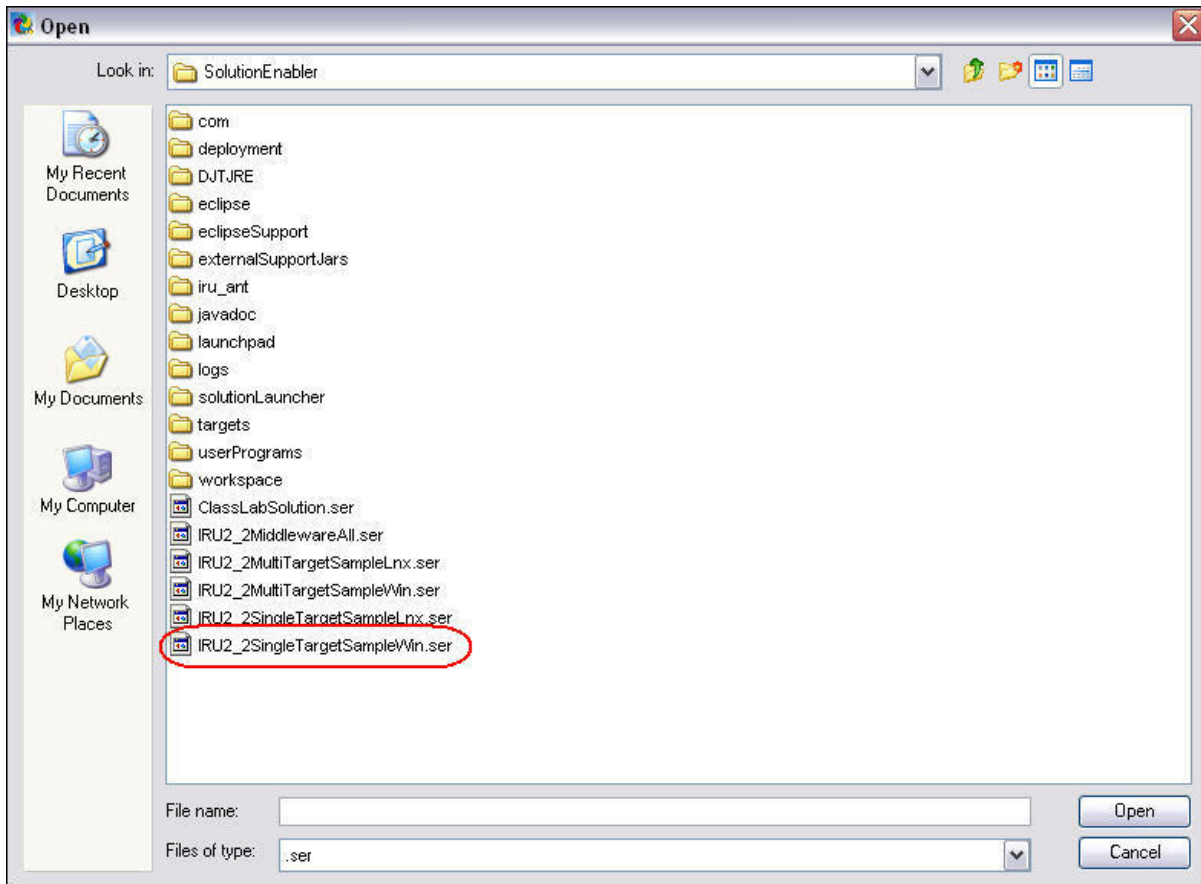 Open
Look in: SolutionEnabler
My Recent
Documents
Desktop
My Documents
My Computer
My Network
Places
com
deployment
DJTJRE
eclipse
eclipseSupport
externalSupportJars
iru_ant
javadoc
launchpad
logs
solutionLauncher
targets
userPrograms
workspace
ClassLabSolution.ser
IRU2_2MiddlewareAll.ser
IRU2_2MultiTargetSampleLnx.ser
IRU2_2MultiTargetSampleWin.ser
IRU2_2SingleTargetSampleLnx.ser
IRU2_2SingleTargetSampleWin.ser
File name:
Open
Files of type: .ser
Cancel